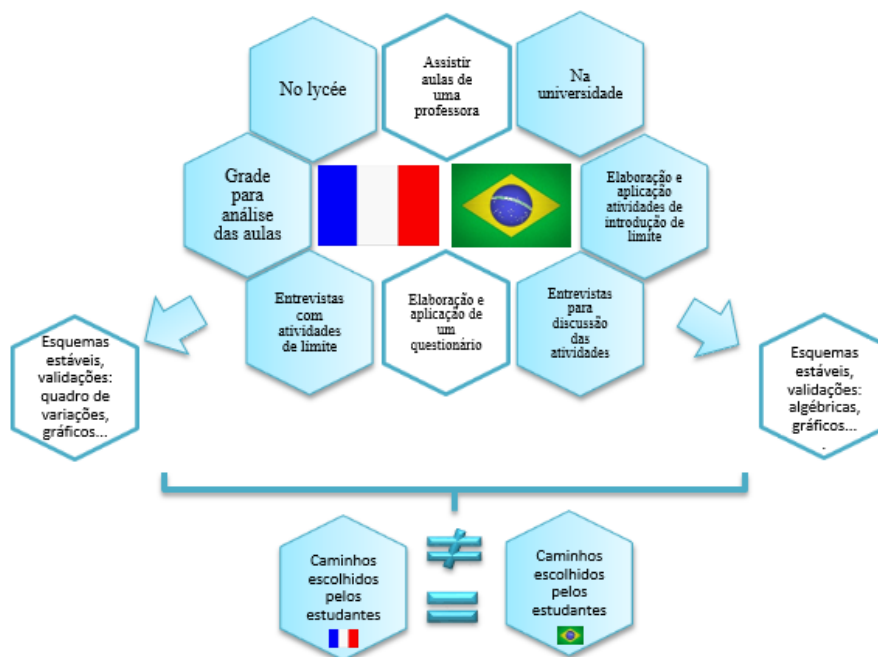 No lycée
Assistir
aulas de
uma
professora
Na
universidade
Grade
para
análise
das aulas
Elaboração e
aplicação
atividades de
introdução de
limite
Entrevistas
com
atividades
de limite
Elaboração e
aplicação de
um
questionário
Entrevistas
para
discussão
das
atividades
Esquemas
estáveis,
validações:
quadro de
variações,
gráficos...
Esquemas
estáveis,
validações:
algébricas,
gráficos...
.
Caminhos
escolhidos
pelos
estudantes
≠
=
Caminhos
escolhidos
pelos
estudantes